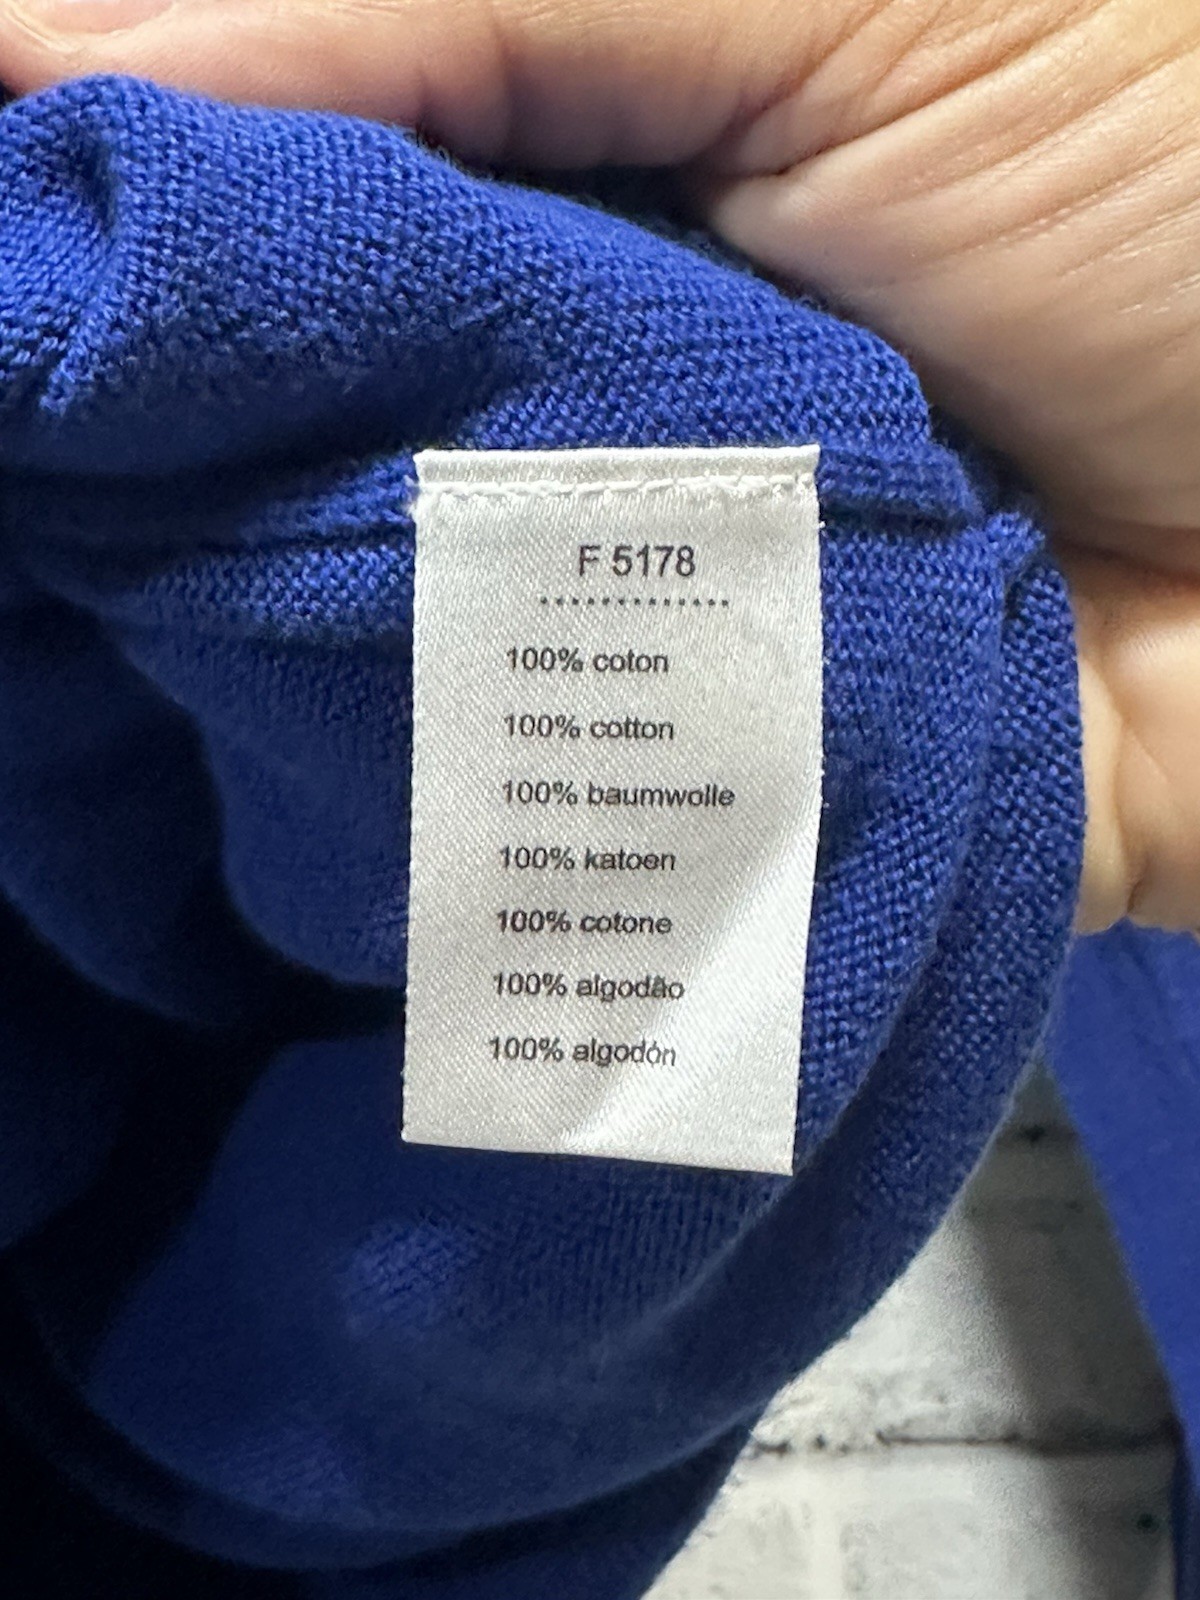 F 5178
100% coton
100% cotton
100% baumwolle
100% katoen
100% cotone
100% algodão
100% algodón